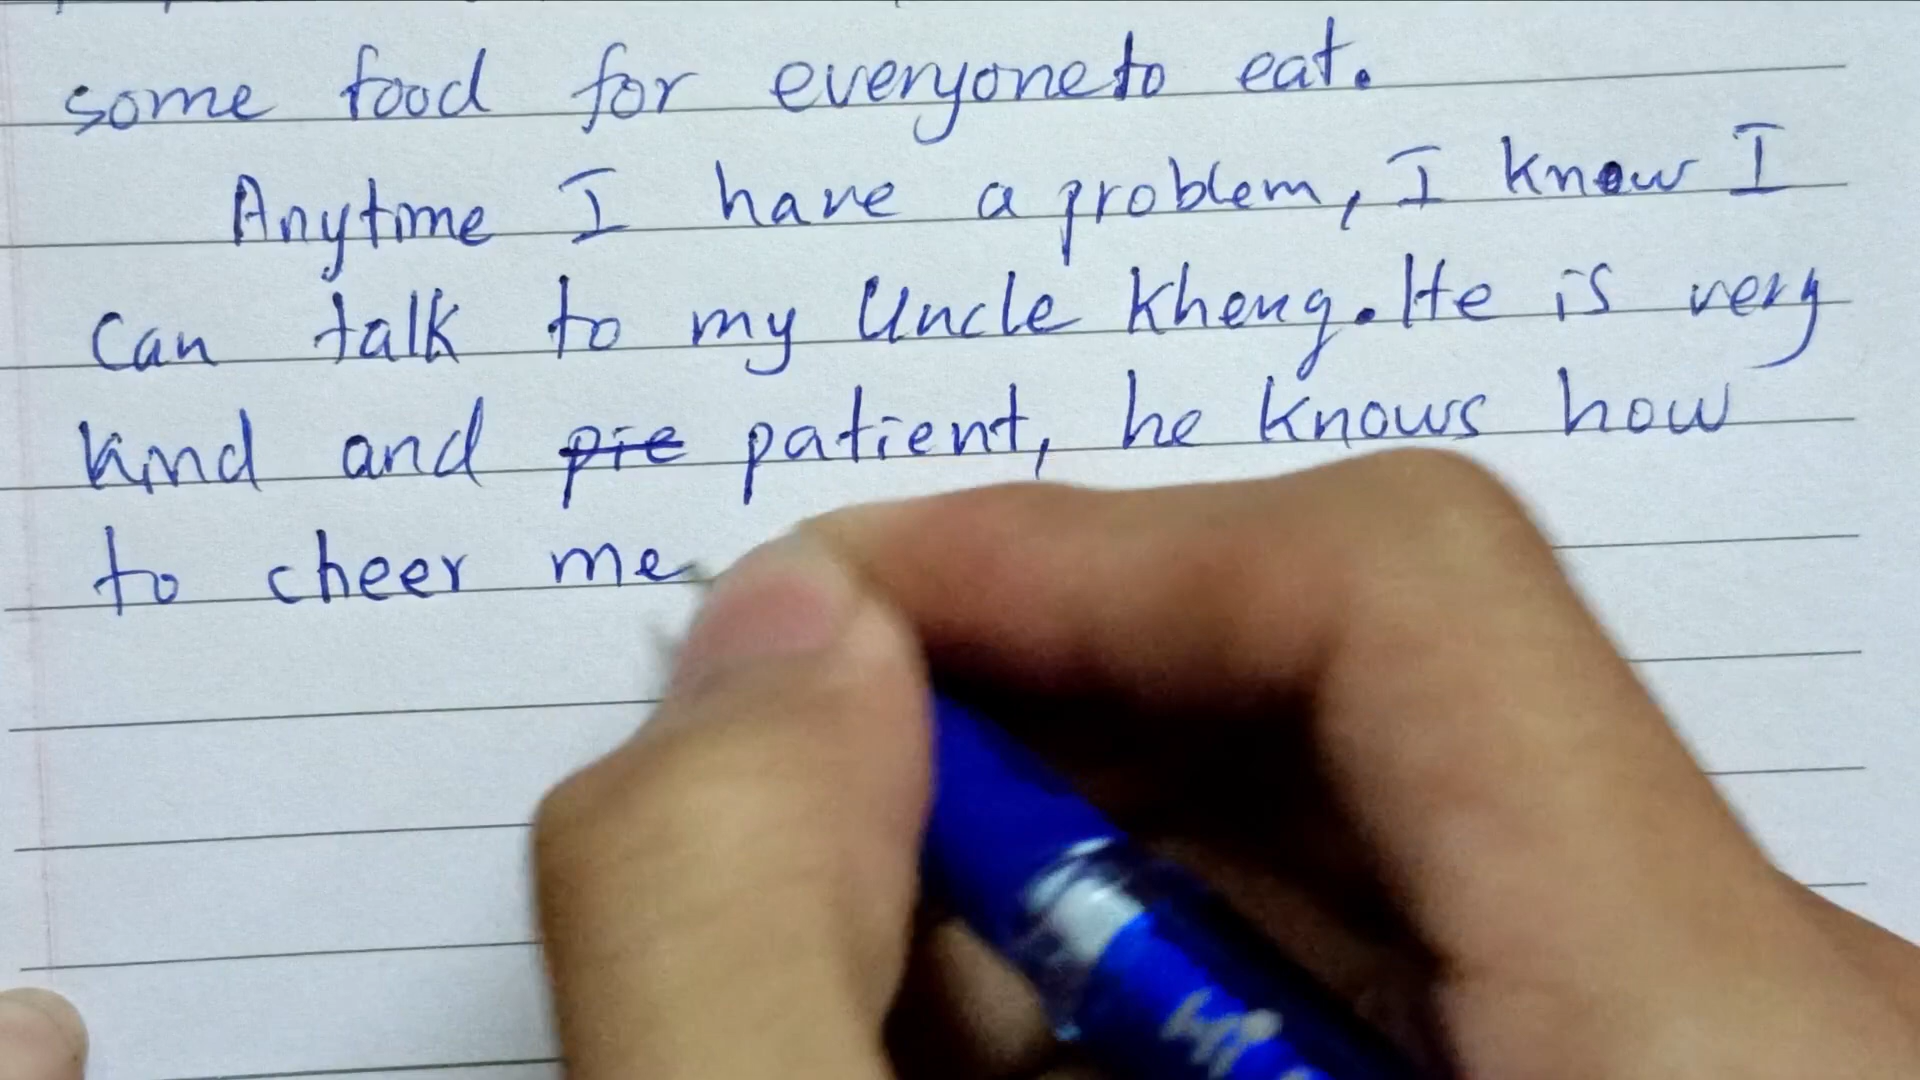 some food for everyone to eat.
Anytime I have a problem, I know I
can talk to my Uncle Kheng. He is very
kind and pie patient, he knows how
to cheer me